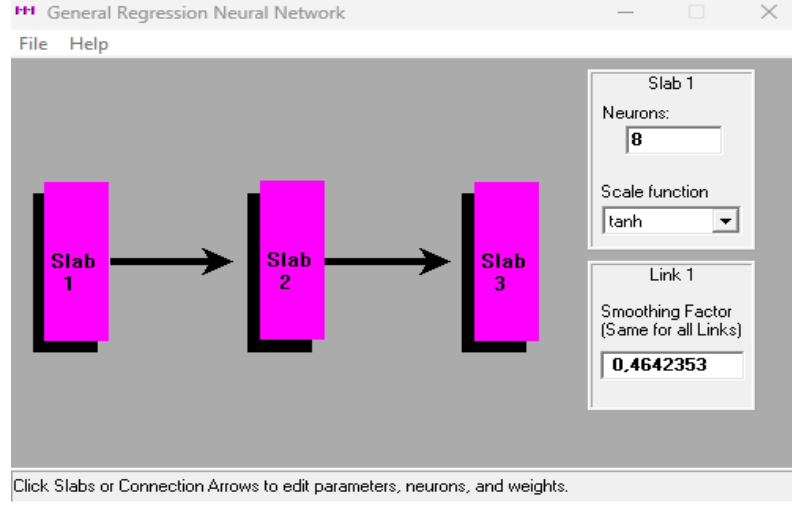 General Regression Neural Network
File Help
Slab 1
Neurons:
8
Scale function
tanh
Slab
1
Slab
2
Slab
3
Link 1
Smoothing Factor
(Same for all Links)
0,4642353
Click Slabs or Connection Arrows to edit parameters, neurons, and weights.